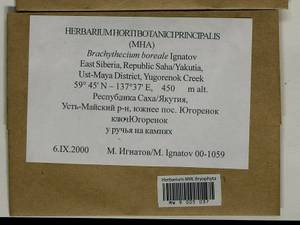 HERBARIUM HORTI BOTANICI PRINCIPALIS
(MHA)
Brachythecium boreale Ignatov
East Siberia, Republic Saha/Yakutia,
Ust-Maya District, Yugorenok Creek
59° 45'N – 137°37'E, 450 m alt.
Республика Саха/Якутия,
Усть-Майский р-н, южнее пос. Югоренок
ключ Югоренок
у ручья на камнях
6.IX.2000 М. Игнатов/M. Ignatov 00-1059
Herbarium MW, Bryophyta